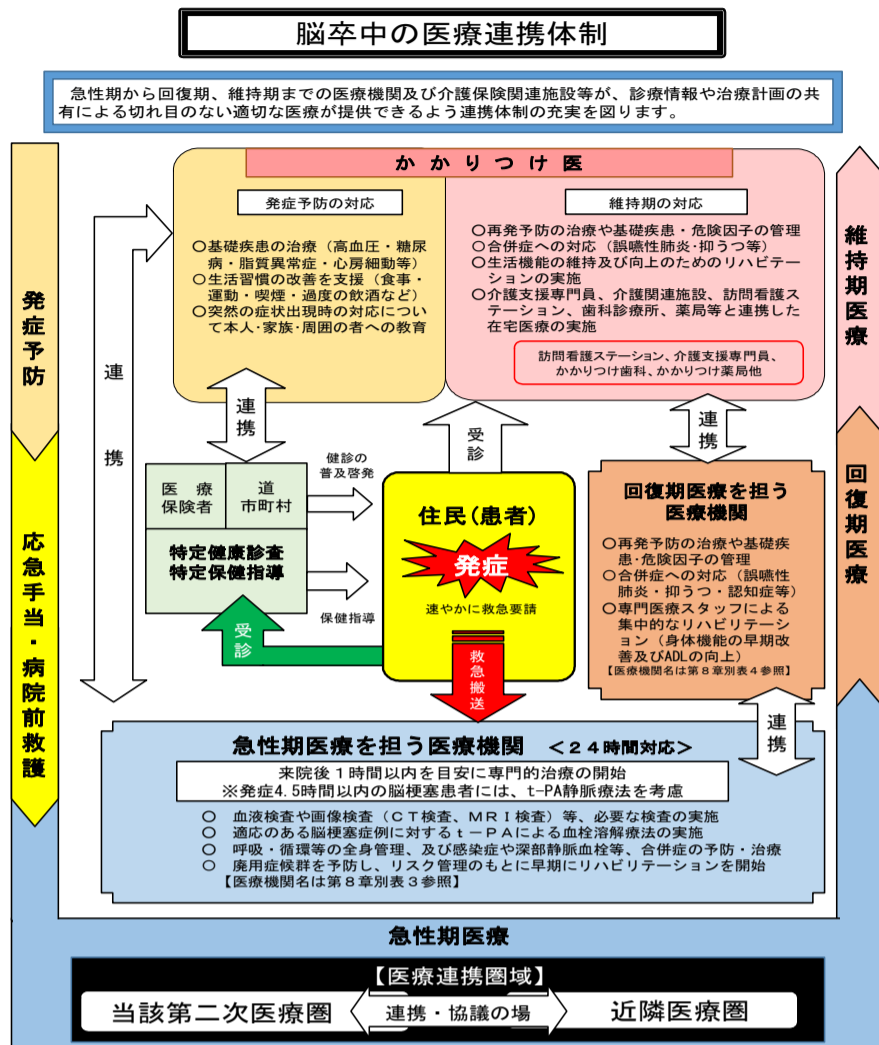 脳卒中の医療連携体制
急性期から回復期、維持期までの医療機関及び介護保険関連施設等が、診療情報や治療計画の共
有による切れ目のない適切な医療が提供できるよう連携体制の充実を図ります。
かかりつけ医
発症予防の対応
○基礎疾患の治療(高血圧・糖尿
病・脂質異常症・心房細動等)
○生活習慣の改善を支援(食事・
運動・喫煙・過度の飲酒など)
○突然の症状出現時の対応につい
て本人・家族・周囲の者への教育
維持期の対応
○再発予防の治療や基礎疾患・危険因子の管理
○合併症への対応(誤嚥性肺炎・抑うつ等)
○生活機能の維持及び向上のためのリハビテー
ションの実施
○介護支援専門員、介護関連施設、訪問看護ス
テーション、歯科診療所、薬局等と連携した
在宅医療の実施
訪問看護ステーション、介護支援専門員、
かかりつけ歯科、かかりつけ薬局他
発症予防
応急手当・病院前救護
維持期医療
回復期医療
連携
連携
受診
連携
医療
保険者
道
市町村
特定健康診査
特定保健指導
健診の
普及啓発
保健指導
受診
住民(患者)
発症
速やかに救急要請
救急搬送
回復期医療を担う
医療機関
○再発予防の治療や基礎疾
患・危険因子の管理
○合併症への対応(誤嚥性
肺炎・抑うつ・認知症等)
○専門医療スタッフによる
集中的なリハビリテー
ション(身体機能の早期改
善及びADLの向上)
【医療機関名は第8章別表4参照】
連携
急性期医療を担う医療機関 <24時間対応>
来院後1時間以内を目安に専門的治療の開始
※発症4.5時間以内の脳梗塞患者には、t-PA静脈療法を考慮
○ 血液検査や画像検査(CT検査、MRI検査)等、必要な検査の実施
○ 適応のある脳梗塞症例に対するt-PAによる血栓溶解療法の実施
○ 呼吸・循環等の全身管理、及び感染症や深部静脈血栓等、合併症の予防・治療
○ 廃用症候群を予防し、リスク管理のもとに早期にリハビリテーションを開始
【医療機関名は第8章別表3参照】
急性期医療
【医療連携圏域】
当該第二次医療圏
連携・協議の場
近隣医療圏